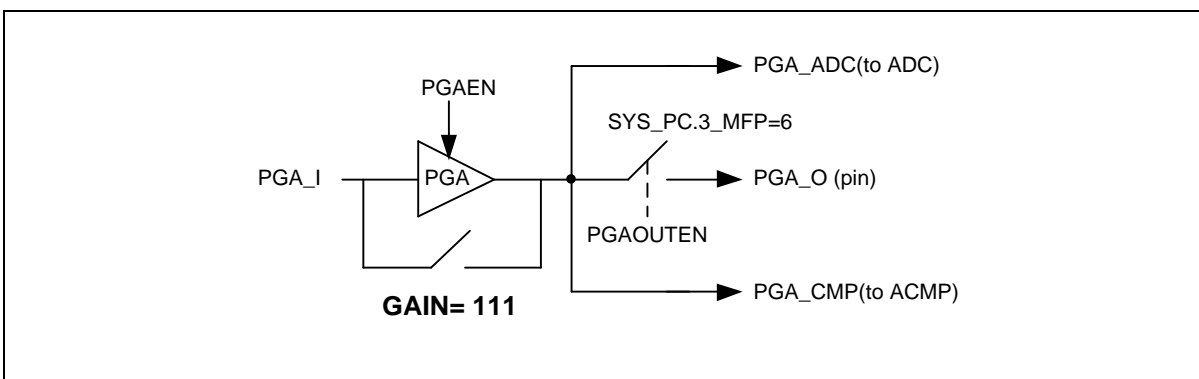 PGA_ADC(to ADC)
PGAEN
SYS_PC.3_MFP=6
PGA_I
PGA
PGA_O (pin)
PGAOUTEN
PGA_CMP(to ACMP)
GAIN= 111